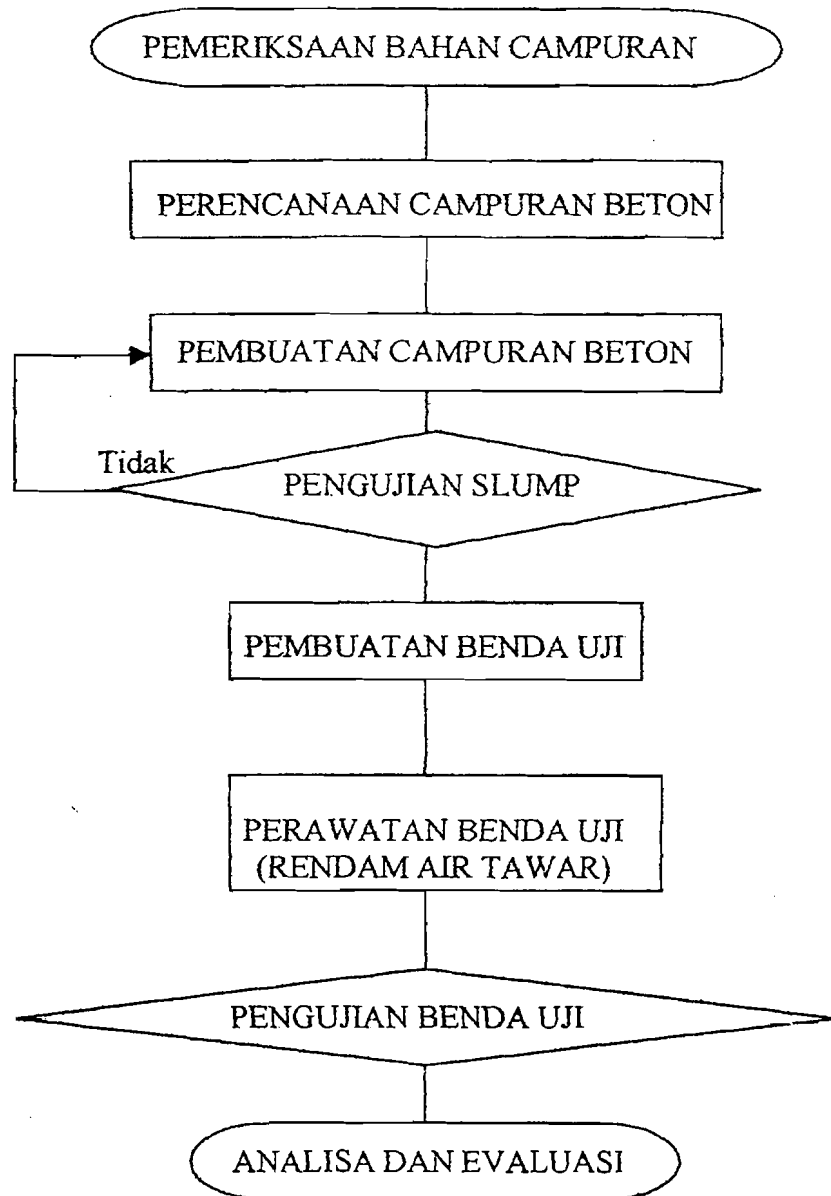 PEMERIKSAAN BAHAN CAMPURAN
PERENCANAAN CAMPURAN BETON
PEMBUATAN CAMPURAN BETON
Tidak
PENGUJIAN SLUMP
PEMBUATAN BENDA UJI
PERAWATAN BENDA UJI
(RENDAM AIR TAWAR)
PENGUJIAN BENDA UJI
ANALISA DAN EVALUASI